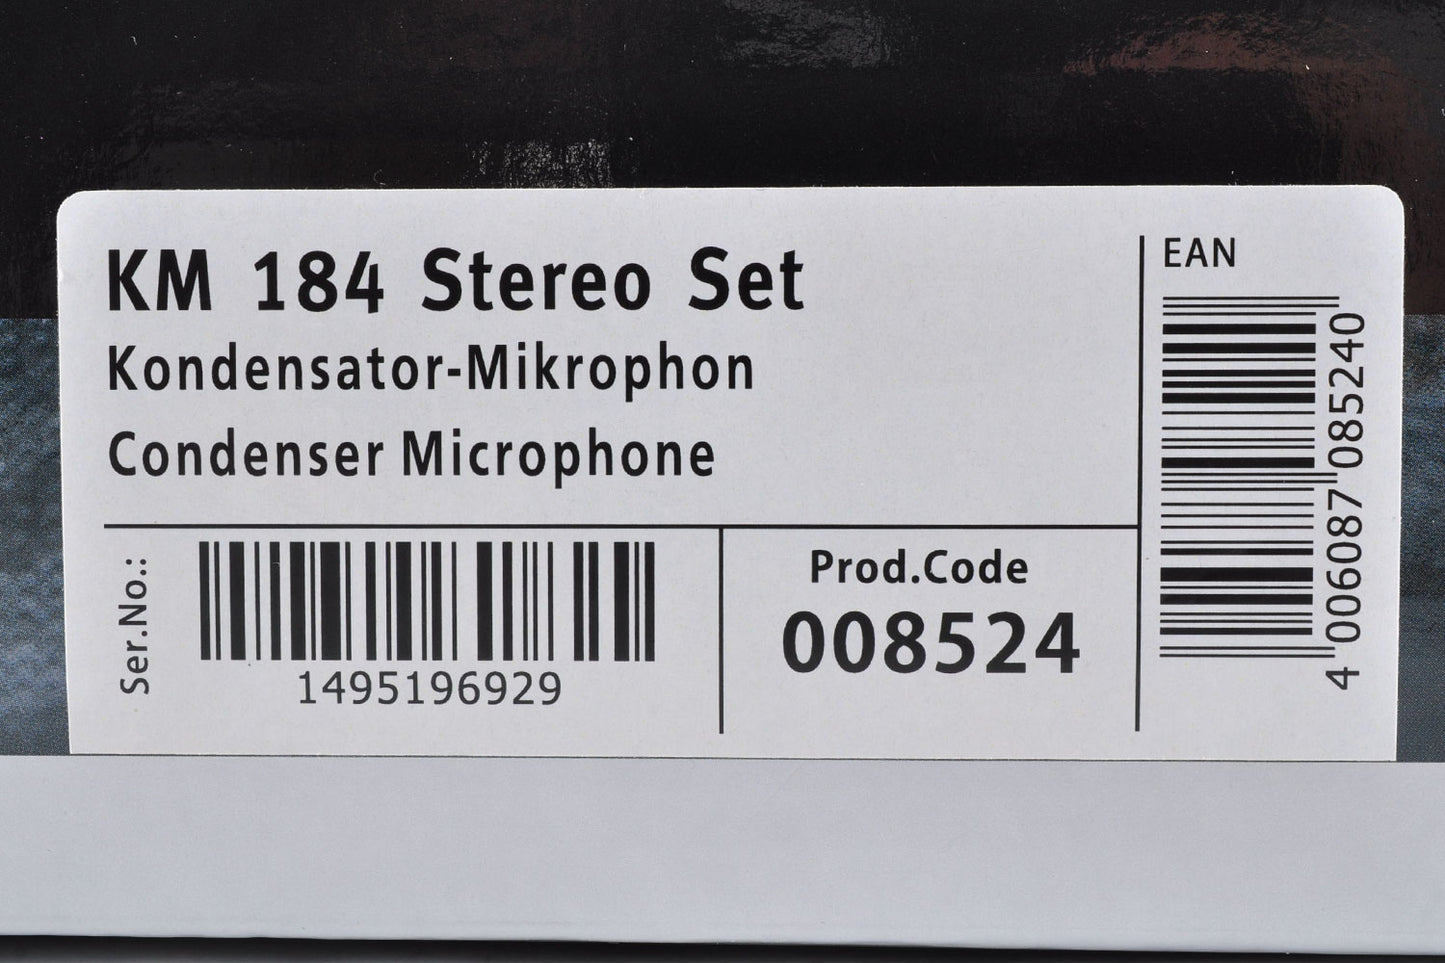 KM 184 Stereo Set
Kondensator-Mikrophon
Condenser Microphone
Ser.No.:
1495196929
Prod.Code
008524
EAN
4 006087 085240